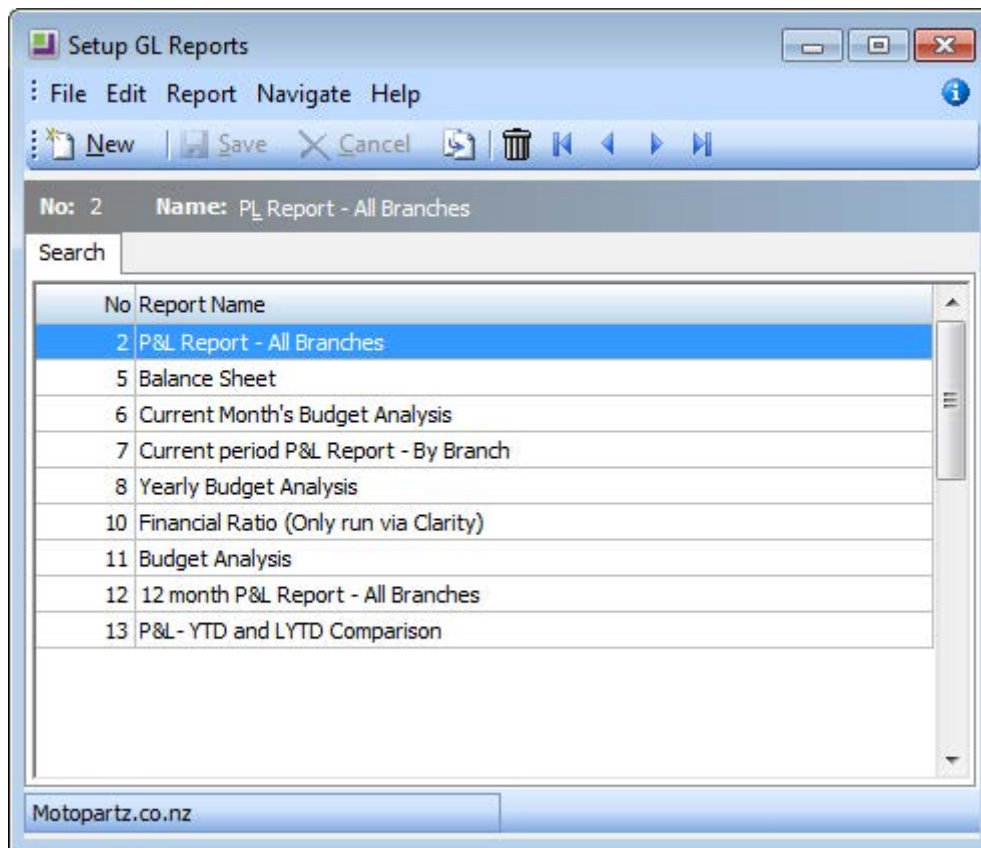 Setup GL Reports
File Edit Report Navigate Help
New Save Cancel
No: 2 Name: PL Report - All Branches
Search
No Report Name
2 P&L Report - All Branches
5 Balance Sheet
6 Current Month's Budget Analysis
7 Current period P&L Report - By Branch
8 Yearly Budget Analysis
10 Financial Ratio (Only run via Clarity)
11 Budget Analysis
12 12 month P&L Report - All Branches
13 P&L- YTD and LYTD Comparison
Motopartz.co.nz